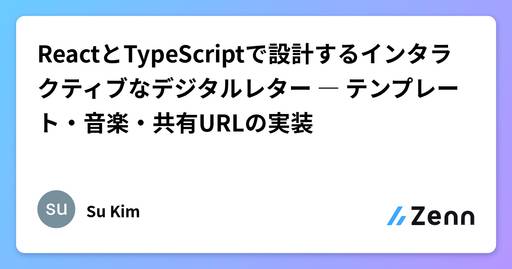 ReactとTypeScriptで設計するインタラ
クティブなデジタルレター — テンプレー
ト・音楽・共有URLの実装
su
Su Kim
Zenn